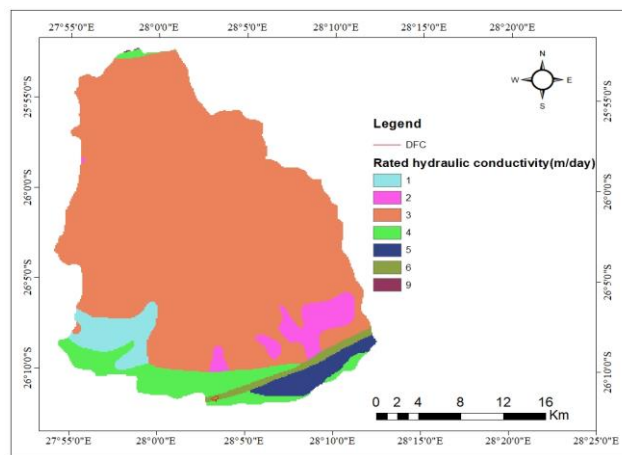 27°55'0"E 28°0'0"E 28°5'0"E 28°10'0"E 28°15'0"E 28°20'0"E
N
W E
S
25°55'0"S 25°55'0"S
Legend
DFC
Rated hydraulic conductivity(m/day)
1
2
3
4
5
6
9
26°0'0"S 26°0'0"S
26°5'0"S 26°5'0"S
26°10'0"S 26°10'0"S
0 2 4 8 12 16
Km
27°55'0"E 28°0'0"E 28°5'0"E 28°10'0"E 28°15'0"E 28°20'0"E 28°25'0"E